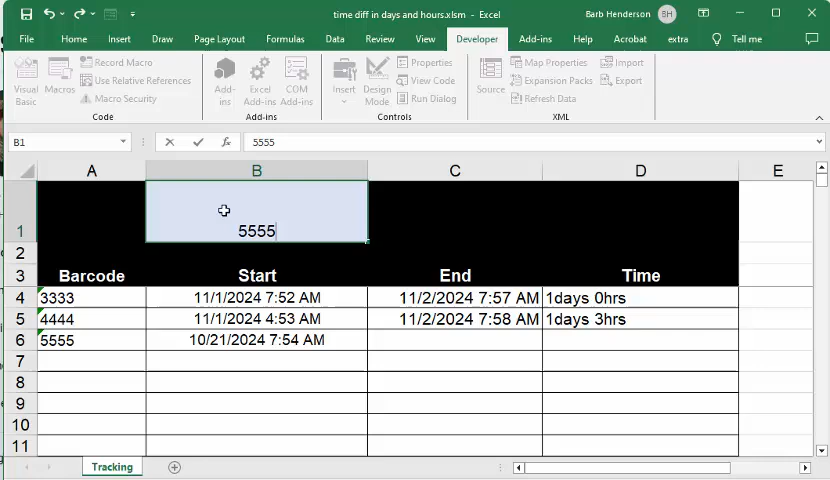 time diff in days and hours.xlsm - Excel
Barb Henderson BH
File Home Insert Draw Page Layout Formulas Data Review View Developer Add-ins Help Acrobat extra Tell me
Visual Basic
Macros
Record Macro
Use Relative References
Macro Security
Code
Add-ins
Excel Add-ins
COM Add-ins
Add-ins
Insert
Design Mode
Properties
View Code
Run Dialog
Controls
Source
Map Properties
Expansion Packs
Refresh Data
Import
Export
XML
B1 fx 5555
A B C D E
1 5555
2
3 Barcode Start End Time
4 3333 11/1/2024 7:52 AM 11/2/2024 7:57 AM 1days 0hrs
5 4444 11/1/2024 4:53 AM 11/2/2024 7:58 AM 1days 3hrs
6 5555 10/21/2024 7:54 AM
7
8
9
10
11
Tracking